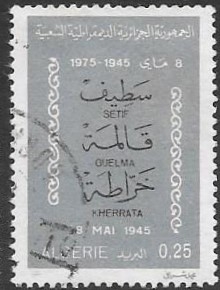 الجمهورية الجزائرية الديمقراطية الشعبية
8 ماي 1945-1975
سطيف
SETIF
قالمة
GUELMA
خراطة
KHERRATA
8 MAI 1945
ALGERIE البريد 0,25